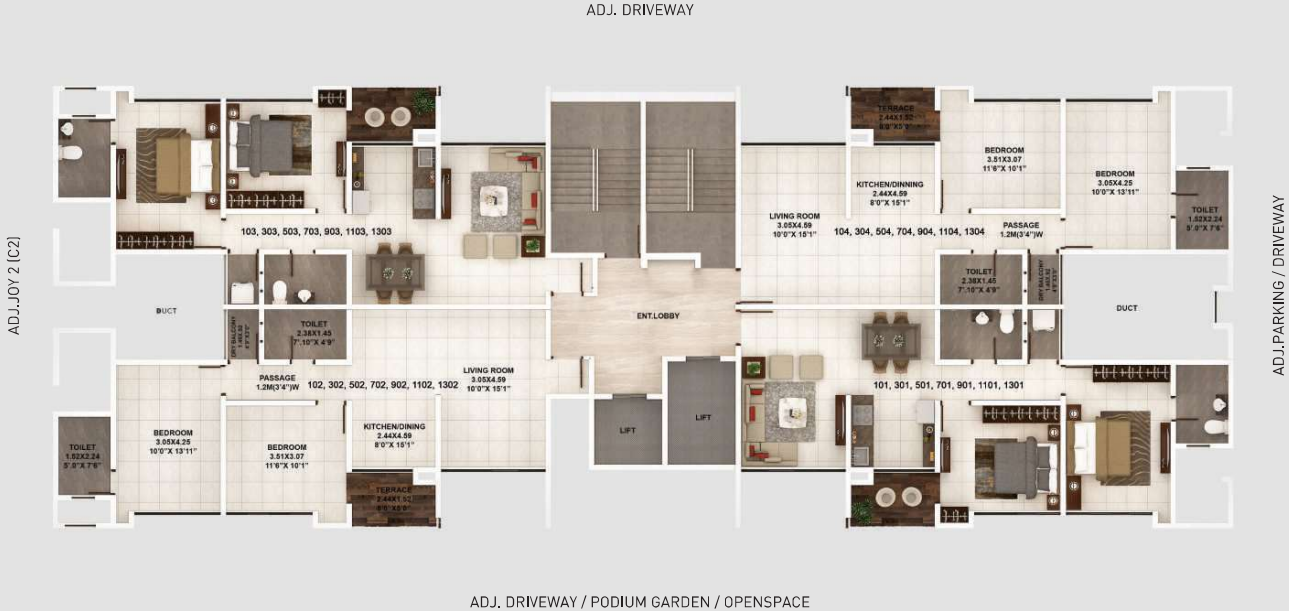 ADJ. DRIVEWAY
ADJ.JOY 2 (C2)
103, 303, 503, 703, 903, 1103, 1303
DUCT
DRY BALCONY
TOILET
2.38X1.45
7'.10"X 4'9"
PASSAGE
1.2M(3'4")W
102, 302, 502, 702, 902, 1102, 1302
LIVING ROOM
3.05X4.59
10'0"X 15'1"
BEDROOM
3.05X4.25
10'0"X 13'11"
TOILET
1.52X2.24
5'.0"X 7'6"
BEDROOM
3.51X3.07
11'6"X 10'1"
KITCHEN/DINING
2.44X4.59
8'0"X 15'1"
TERRACE
2.44X1.52
ENT.LOBBY
LIFT
LIFT
TERRACE
2.44X1.52
BEDROOM
3.51X3.07
11'6"X 10'1"
BEDROOM
3.05X4.25
10'0"X 13'11"
KITCHEN/DINNING
2.44X4.59
8'0"X 15'1"
LIVING ROOM
3.05X4.59
10'0"X 15'1"
104, 304, 504, 704, 904, 1104, 1304
PASSAGE
1.2M(3'4")W
TOILET
1.52X2.24
5'.0"X 7'6"
TOILET
2.38X1.45
7'.10"X 4'9"
DRY BALCONY
DUCT
101, 301, 501, 701, 901, 1101, 1301
ADJ.PARKING / DRIVEWAY
ADJ. DRIVEWAY / PODIUM GARDEN / OPENSPACE